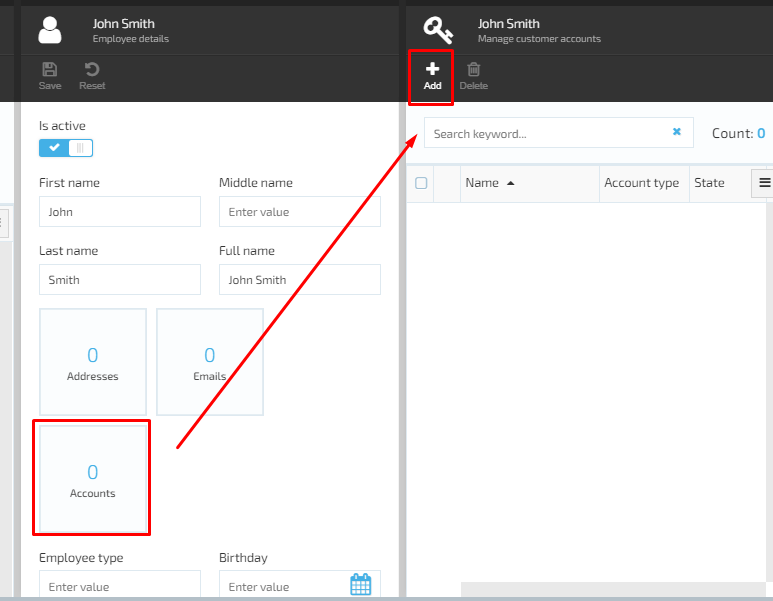 John Smith
Employee details
Save Reset
Is active
First name Middle name
John Enter value
Last name Full name
Smith John Smith
0 0
Addresses Emails
0
Accounts
Employee type Birthday
Enter value Enter value
John Smith
Manage customer accounts
Add Delete
Search keyword... Count: 0
Name Account type State